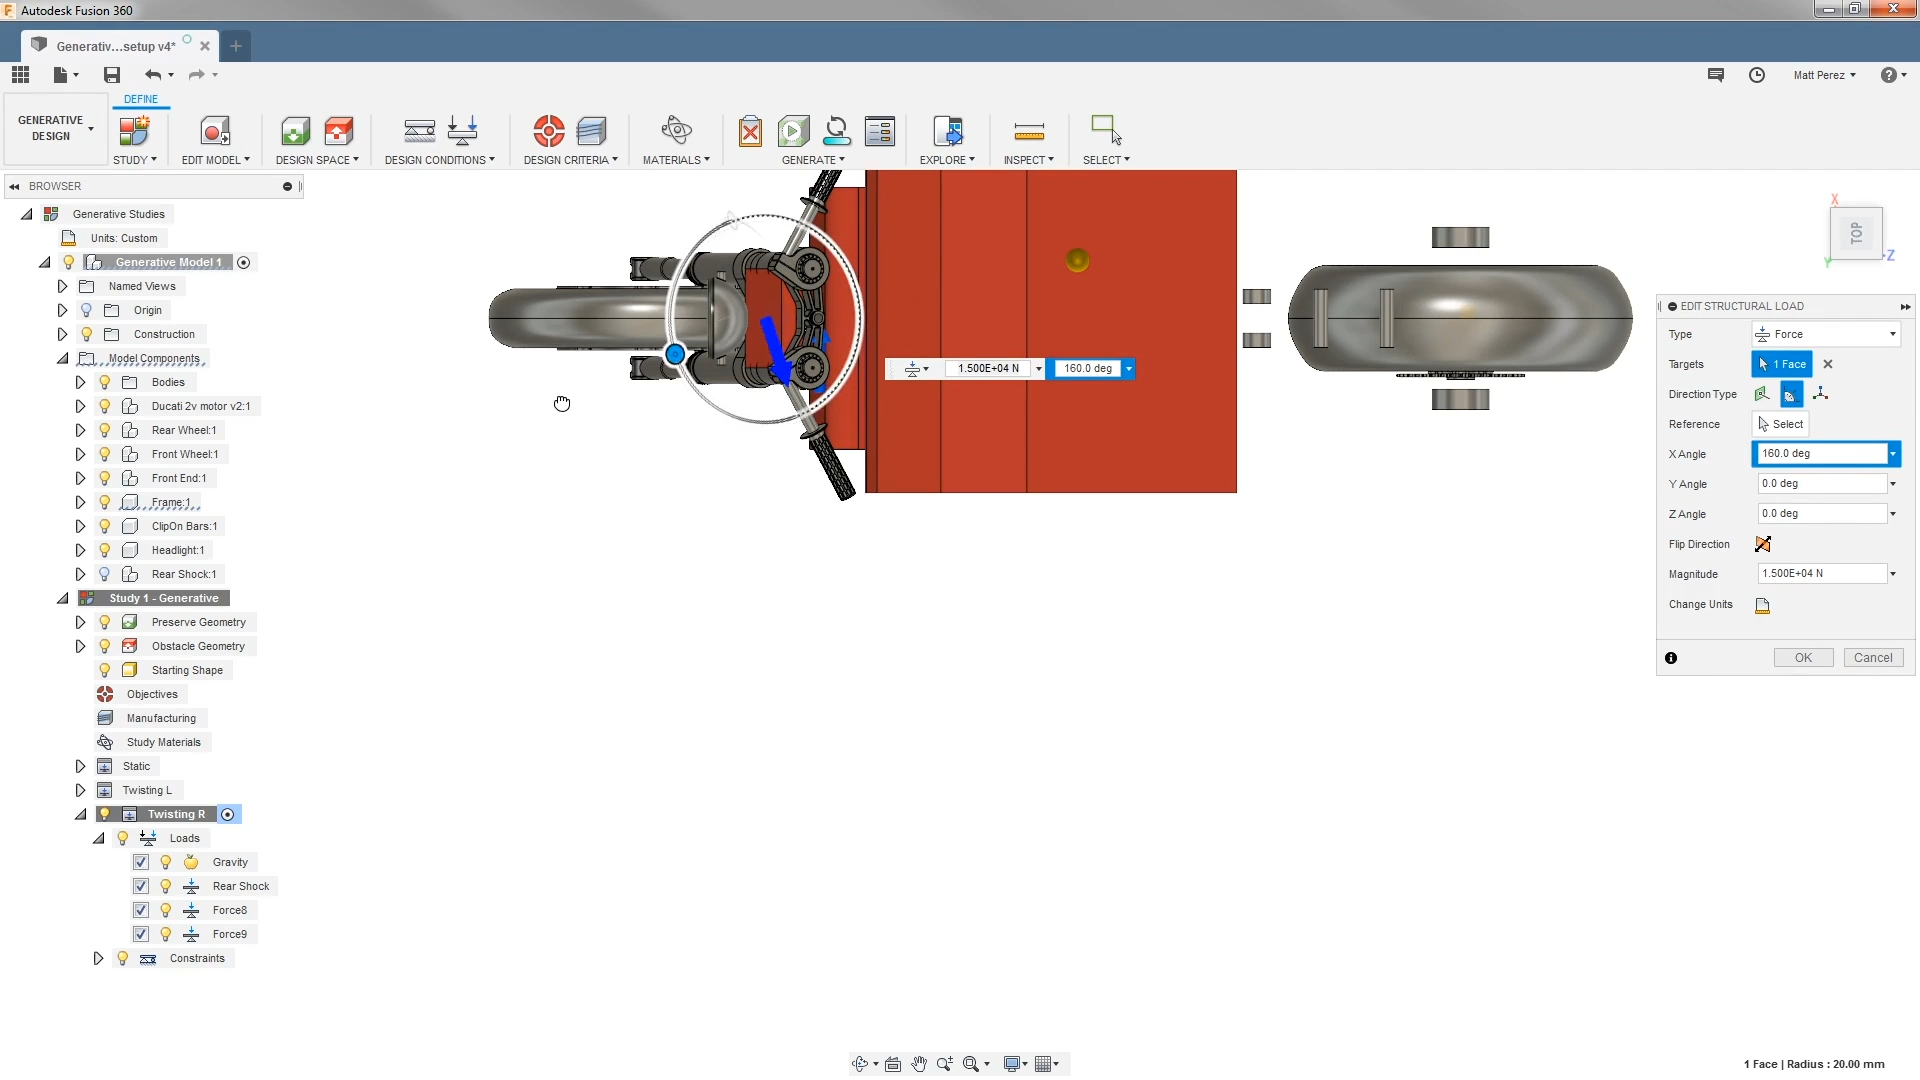 Autodesk Fusion 360
Generativ...setup v4*
Matt Perez
DEFINE
GENERATIVE
DESIGN
STUDY
EDIT MODEL
DESIGN SPACE
DESIGN CONDITIONS
DESIGN CRITERIA
MATERIALS
GENERATE
EXPLORE
INSPECT
SELECT
BROWSER
Generative Studies
Units: Custom
Generative Model 1
Named Views
Origin
Construction
Model Components
Bodies
Ducati 2v motor v2:1
Rear Wheel:1
Front Wheel:1
Front End:1
Frame:1
ClipOn Bars:1
Headlight:1
Rear Shock:1
Study 1 - Generative
Preserve Geometry
Obstacle Geometry
Starting Shape
Objectives
Manufacturing
Study Materials
Static
Twisting L
Twisting R
Loads
Gravity
Rear Shock
Force8
Force9
Constraints
1.500E+04 N
160.0 deg
X
TOP
Z
Y
EDIT STRUCTURAL LOAD
Type Force
Targets 1 Face
Direction Type
Reference Select
X Angle 160.0 deg
Y Angle 0.0 deg
Z Angle 0.0 deg
Flip Direction
Magnitude 1.500E+04 N
Change Units
OK Cancel
1 Face | Radius : 20.00 mm